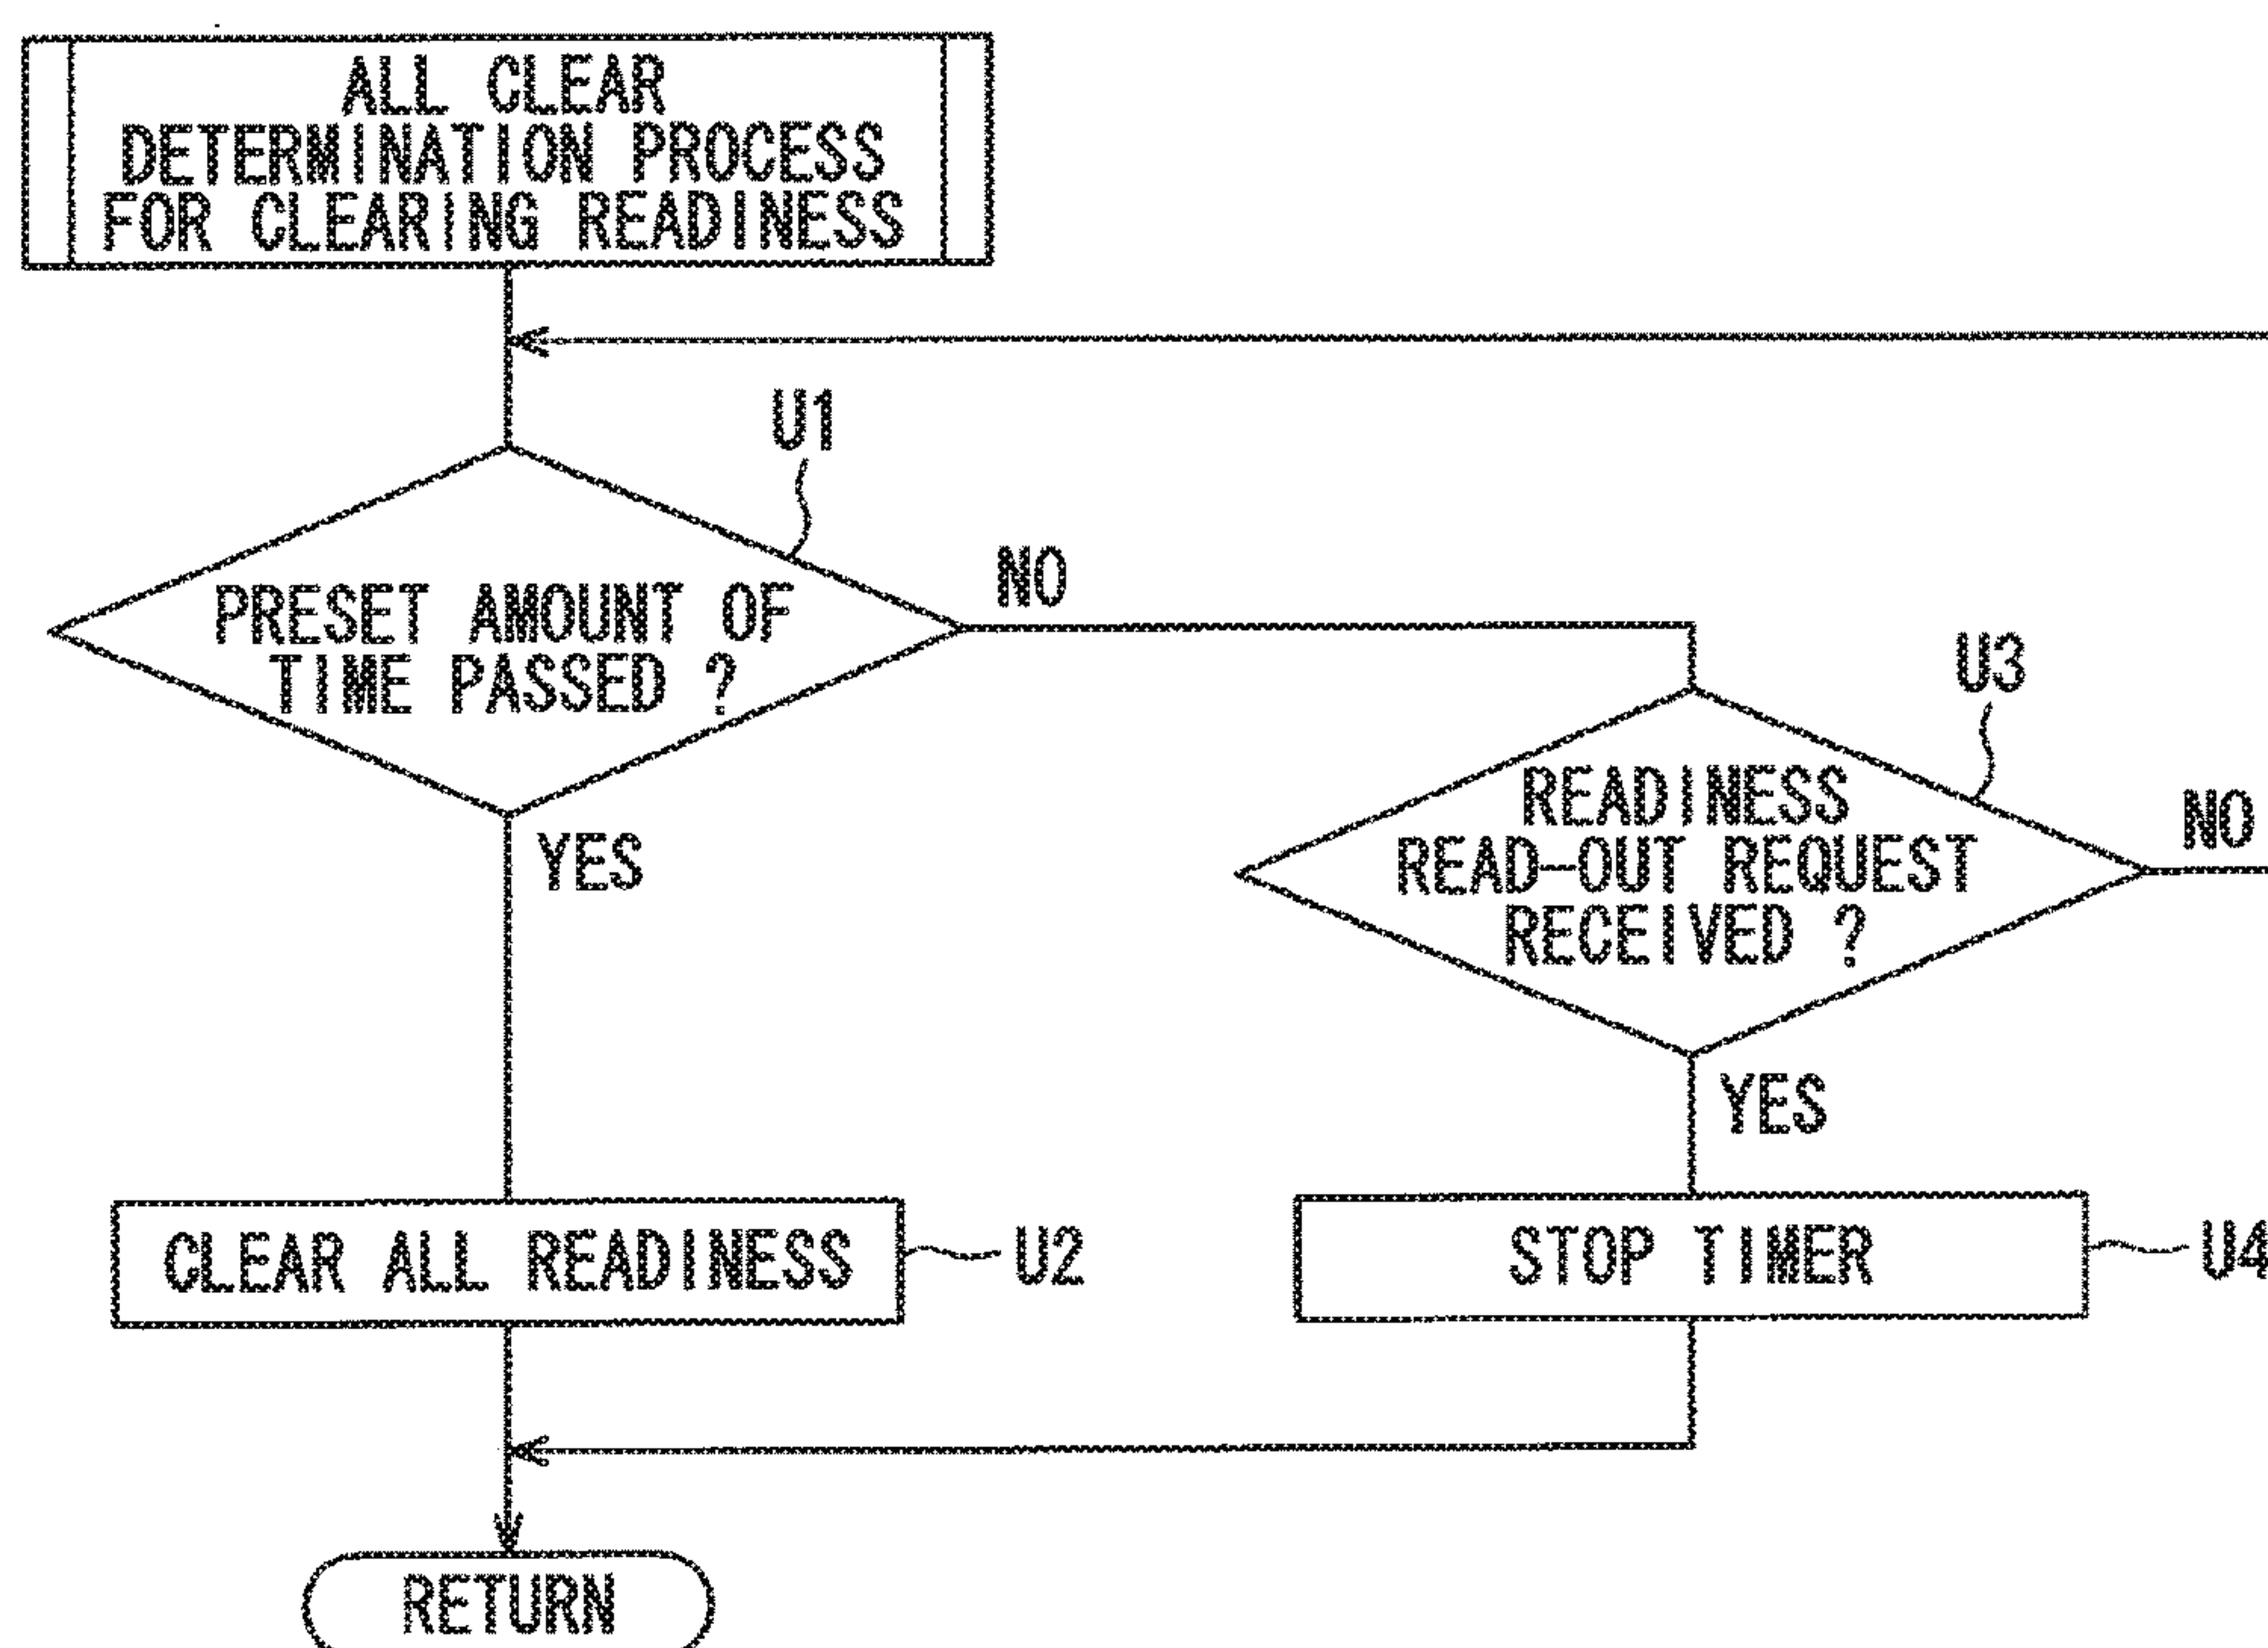 ALL CLEAR
DETERMINATION PROCESS
FOR CLEARING READINESS
U1
PRESET AMOUNT OF
TIME PASSED ?
NO
YES
U3
READINESS
READ-OUT REQUEST
RECEIVED ?
NO
YES
CLEAR ALL READINESS
U2
STOP TIMER
U4
RETURN